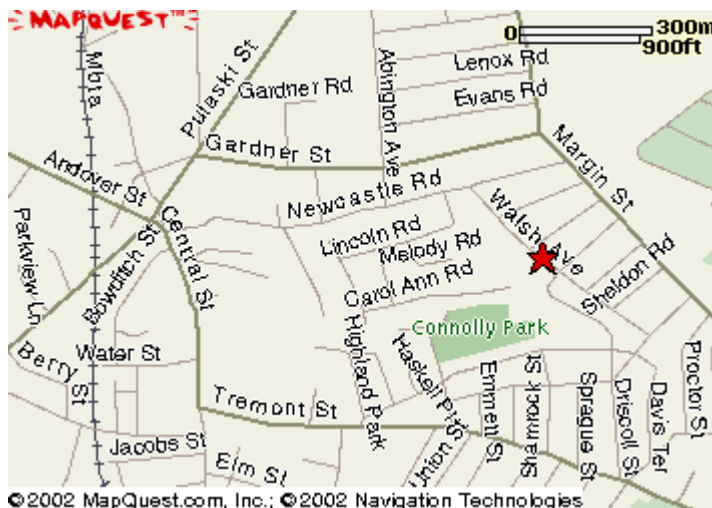 MAPQUEST™
0 300m
900ft
Mbta
Pulaski St
Gardner Rd
Abington Ave
Lenox Rd
Evans Rd
Gardner St
Margin St
Andover St
Newcastle Rd
Walsh Ave
Parkview Ln
Bowditch St
Central St
Lincoln Rd
Melody Rd
Carol Ann Rd
Sheldon Rd
Connolly Park
Berry St
Water St
Highland Park
Haskell Plt
Tremont St
Emmett St
Shamrock St
Sprague St
Driscoll St
Davis Ter
Proctor St
Jacobs St
Elm St
Union
©2002 MapQuest.com, Inc.; ©2002 Navigation Technologies